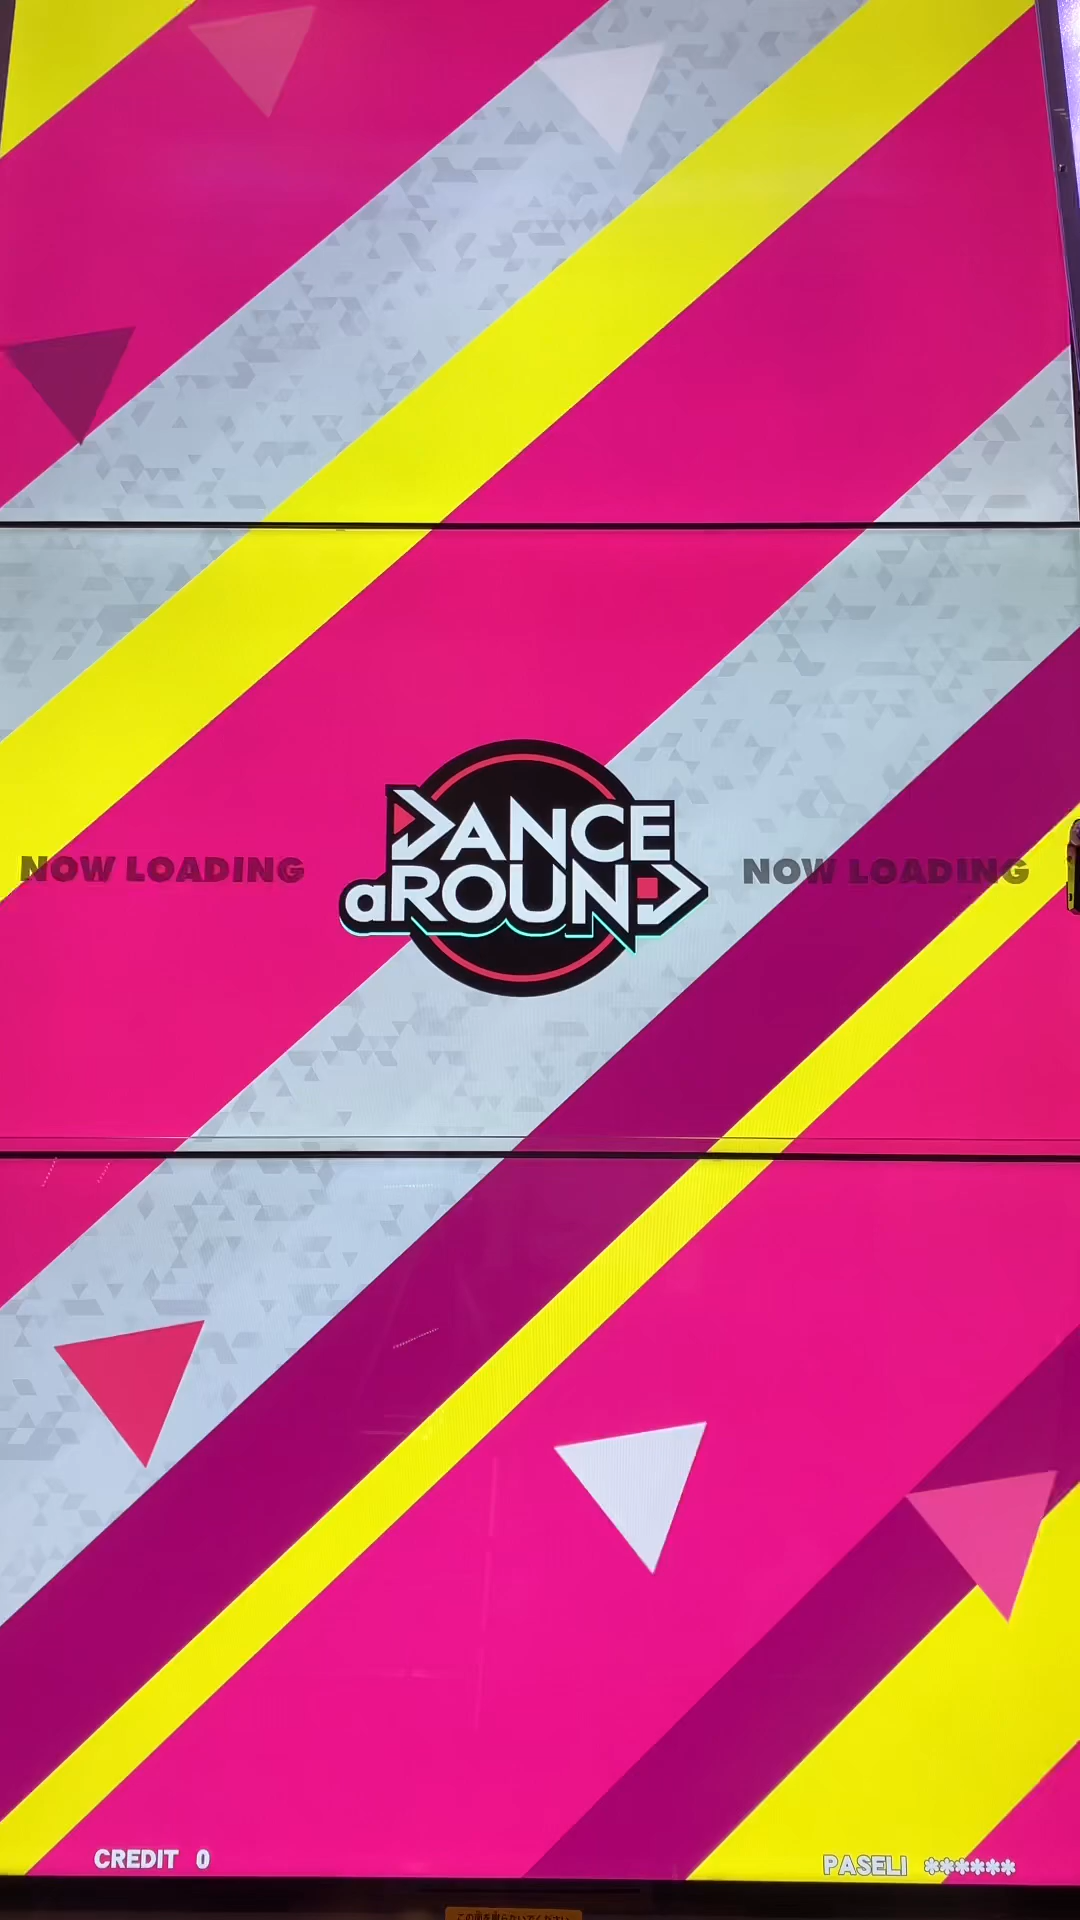 DANCE
aROUND
NOW LOADING
NOW LOADING
CREDIT 0
PASELI ******